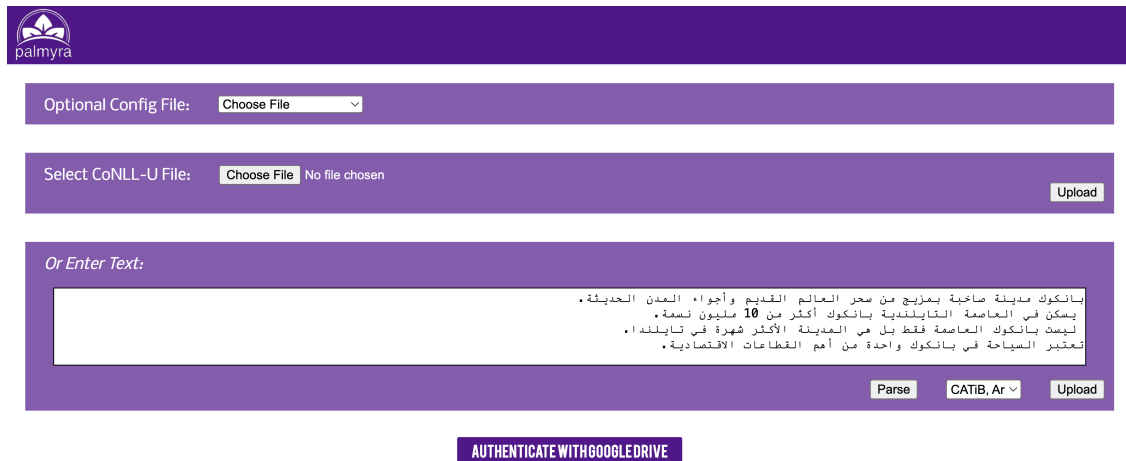 palmyra
Optional Config File: Choose File
Select CoNLL-U File: Choose File No file chosen
Upload
Or Enter Text:
بانكوك مدينة صاخبة بمزيج من سحر العالم القديم وأجواء المدن الحديثة.
يسكن في العاصمة التايلندية بانكوك أكثر من 10 مليون نسمة.
ليست بانكوك العاصمة فقط بل هي المدينة الأكثر شهرة في تايلندا.
تعتبر السياحة في بانكوك واحدة من أهم القطاعات الاقتصادية.
Parse CATiB, Ar Upload
AUTHENTICATE WITH GOOGLE DRIVE